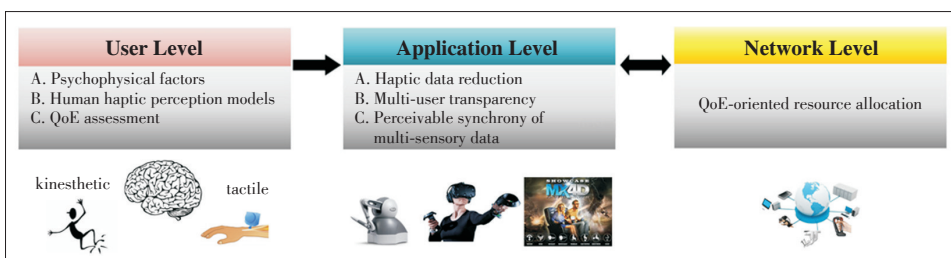 User Level
A. Psychophysical factors
B. Human haptic perception models
C. QoE assessment
Application Level
A. Haptic data reduction
B. Multi-user transparency
C. Perceivable synchrony of
multi-sensory data
Network Level
QoE-oriented resource allocation
kinesthetic
tactile
SHOWCASE
MX4D